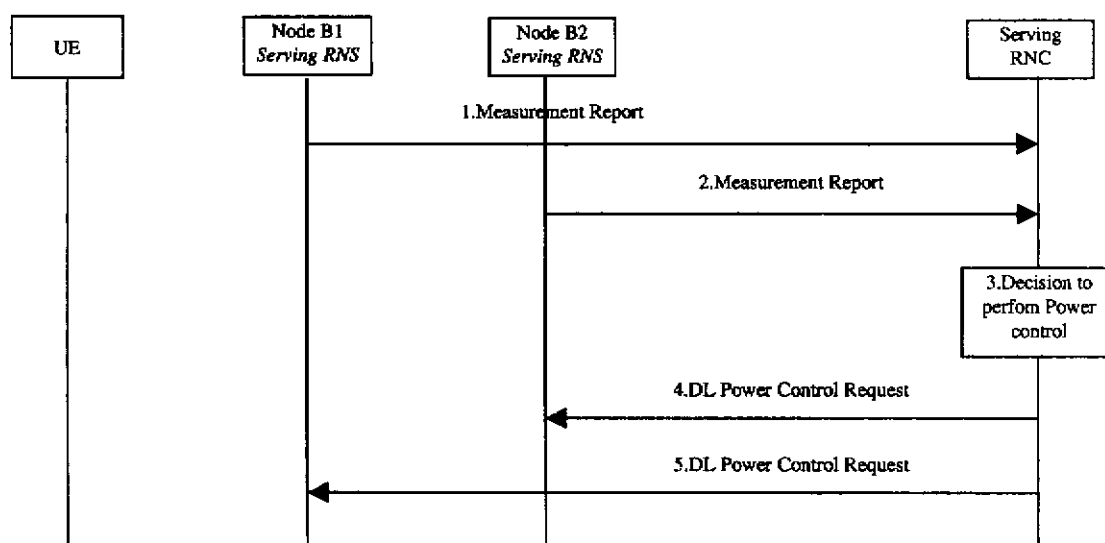 UE
Node B1
Serving RNS
Node B2
Serving RNS
Serving
RNC
1.Measurement Report
2.Measurement Report
3.Decision to
perfom Power
control
4.DL Power Control Request
5.DL Power Control Request